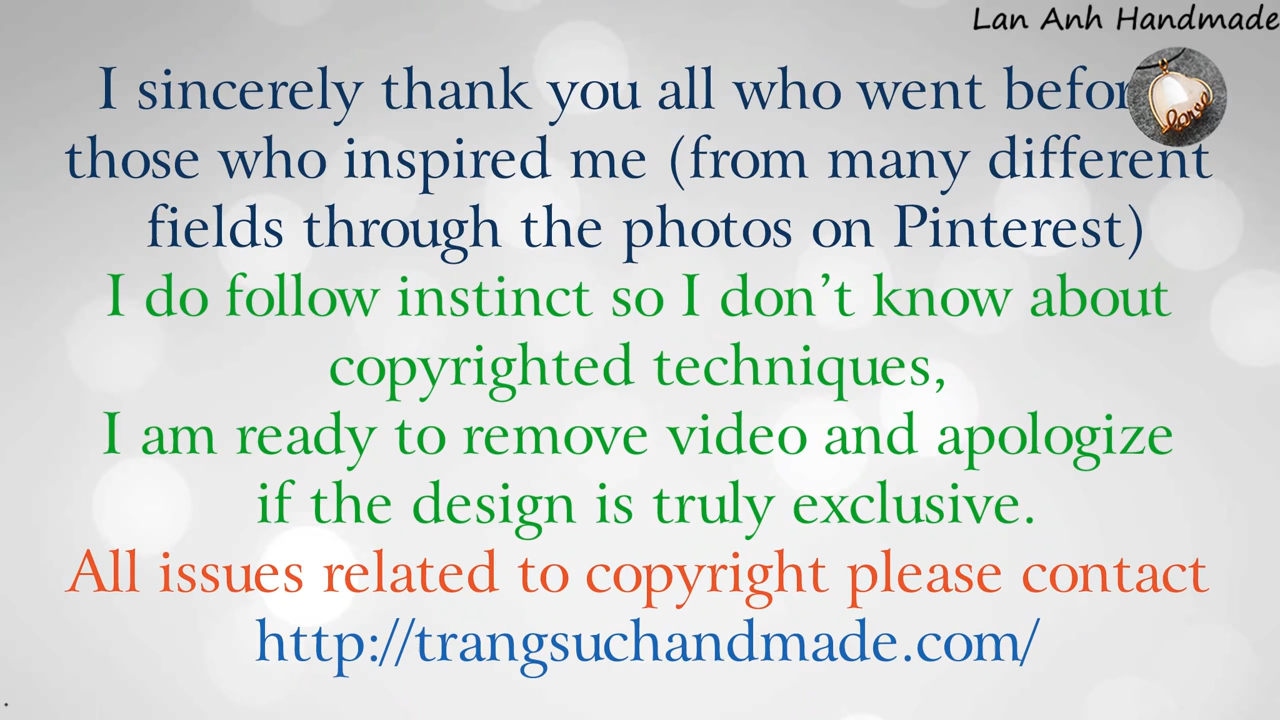 Lan Anh Handmade
I sincerely thank you all who went befor
those who inspired me (from many different
fields through the photos on Pinterest)
I do follow instinct so I don’t know about
copyrighted techniques,
I am ready to remove video and apologize
if the design is truly exclusive.
All issues related to copyright please contact
http://trangsuchandmade.com/